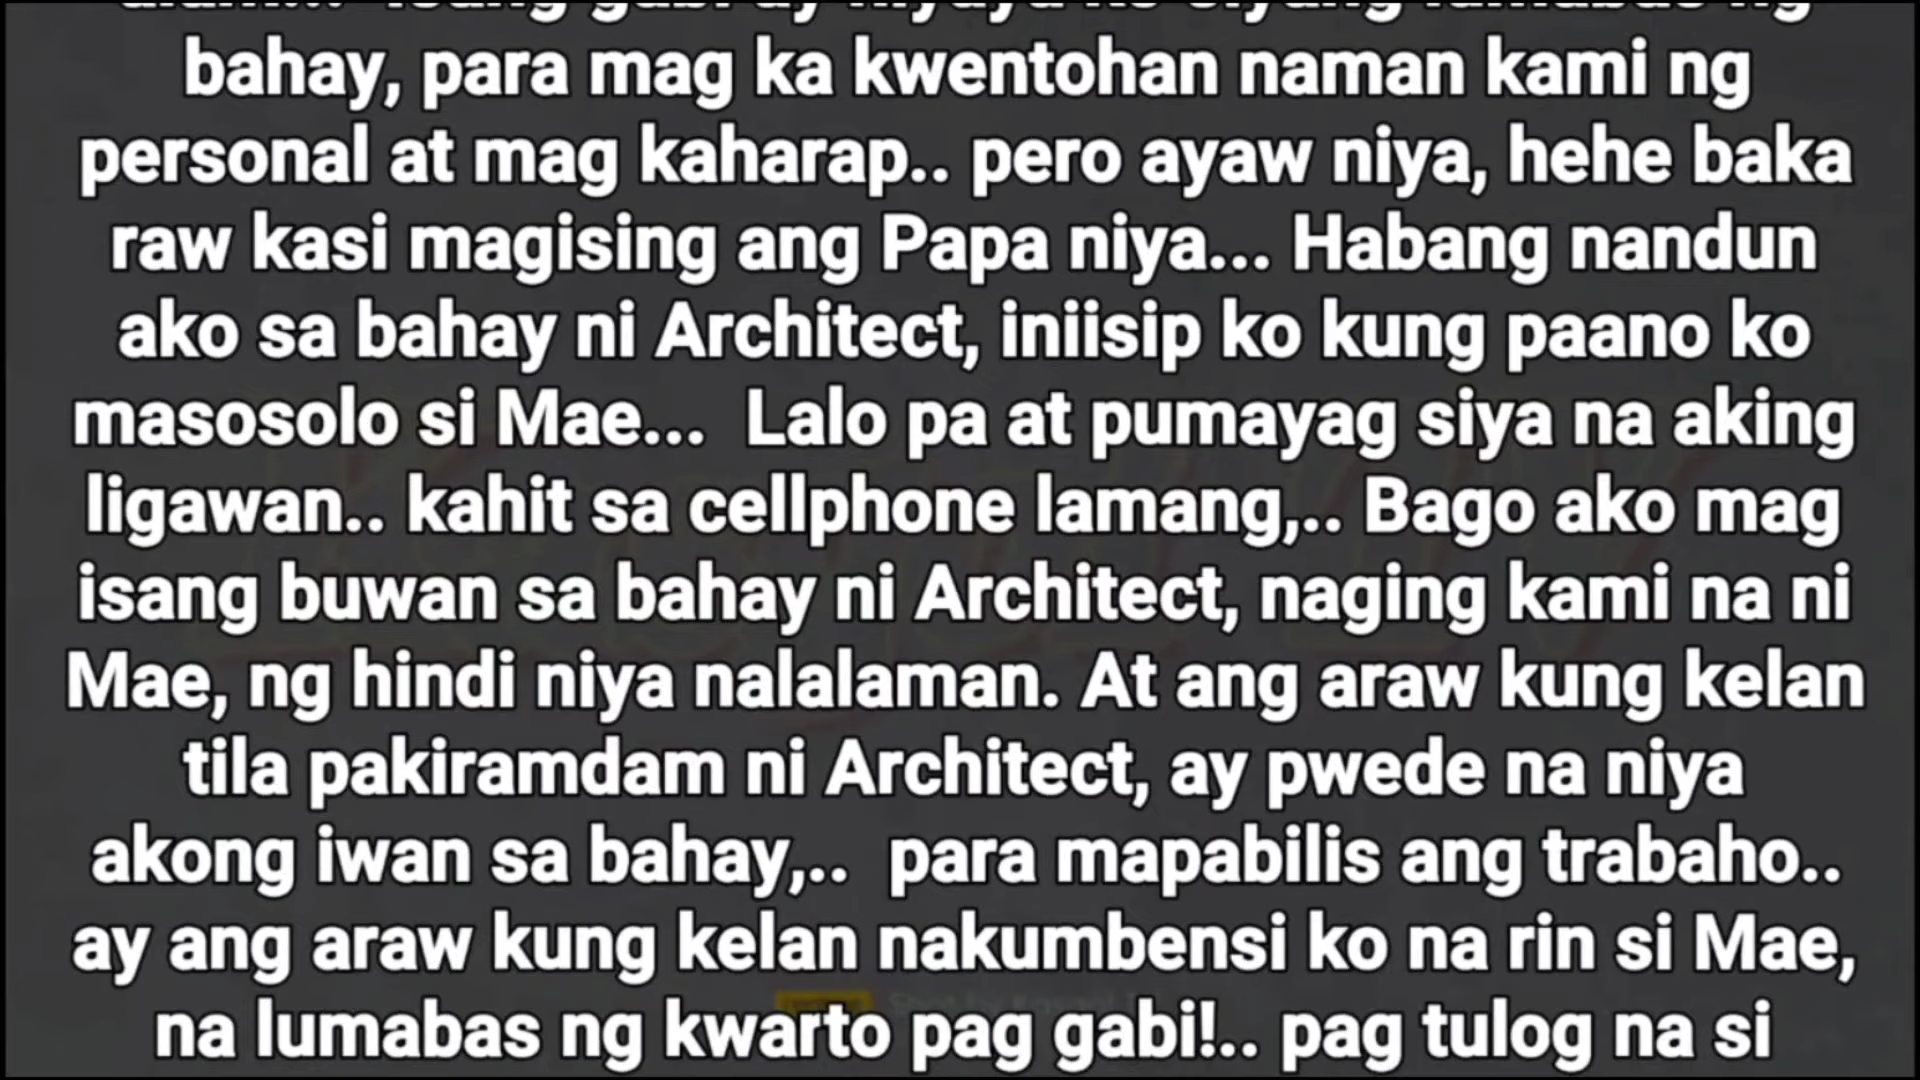 bahay, para mag ka kwentohan naman kami ng
personal at mag kaharap.. pero ayaw niya, hehe baka
raw kasi magising ang Papa niya... Habang nandun
ako sa bahay ni Architect, iniisip ko kung paano ko
masosolo si Mae...  Lalo pa at pumayag siya na aking
ligawan.. kahit sa cellphone lamang,.. Bago ako mag
isang buwan sa bahay ni Architect, naging kami na ni
Mae, ng hindi niya nalalaman. At ang araw kung kelan
tila pakiramdam ni Architect, ay pwede na niya
akong iwan sa bahay,..  para mapabilis ang trabaho..
ay ang araw kung kelan nakumbensi ko na rin si Mae,
na lumabas ng kwarto pag gabi!.. pag tulog na si